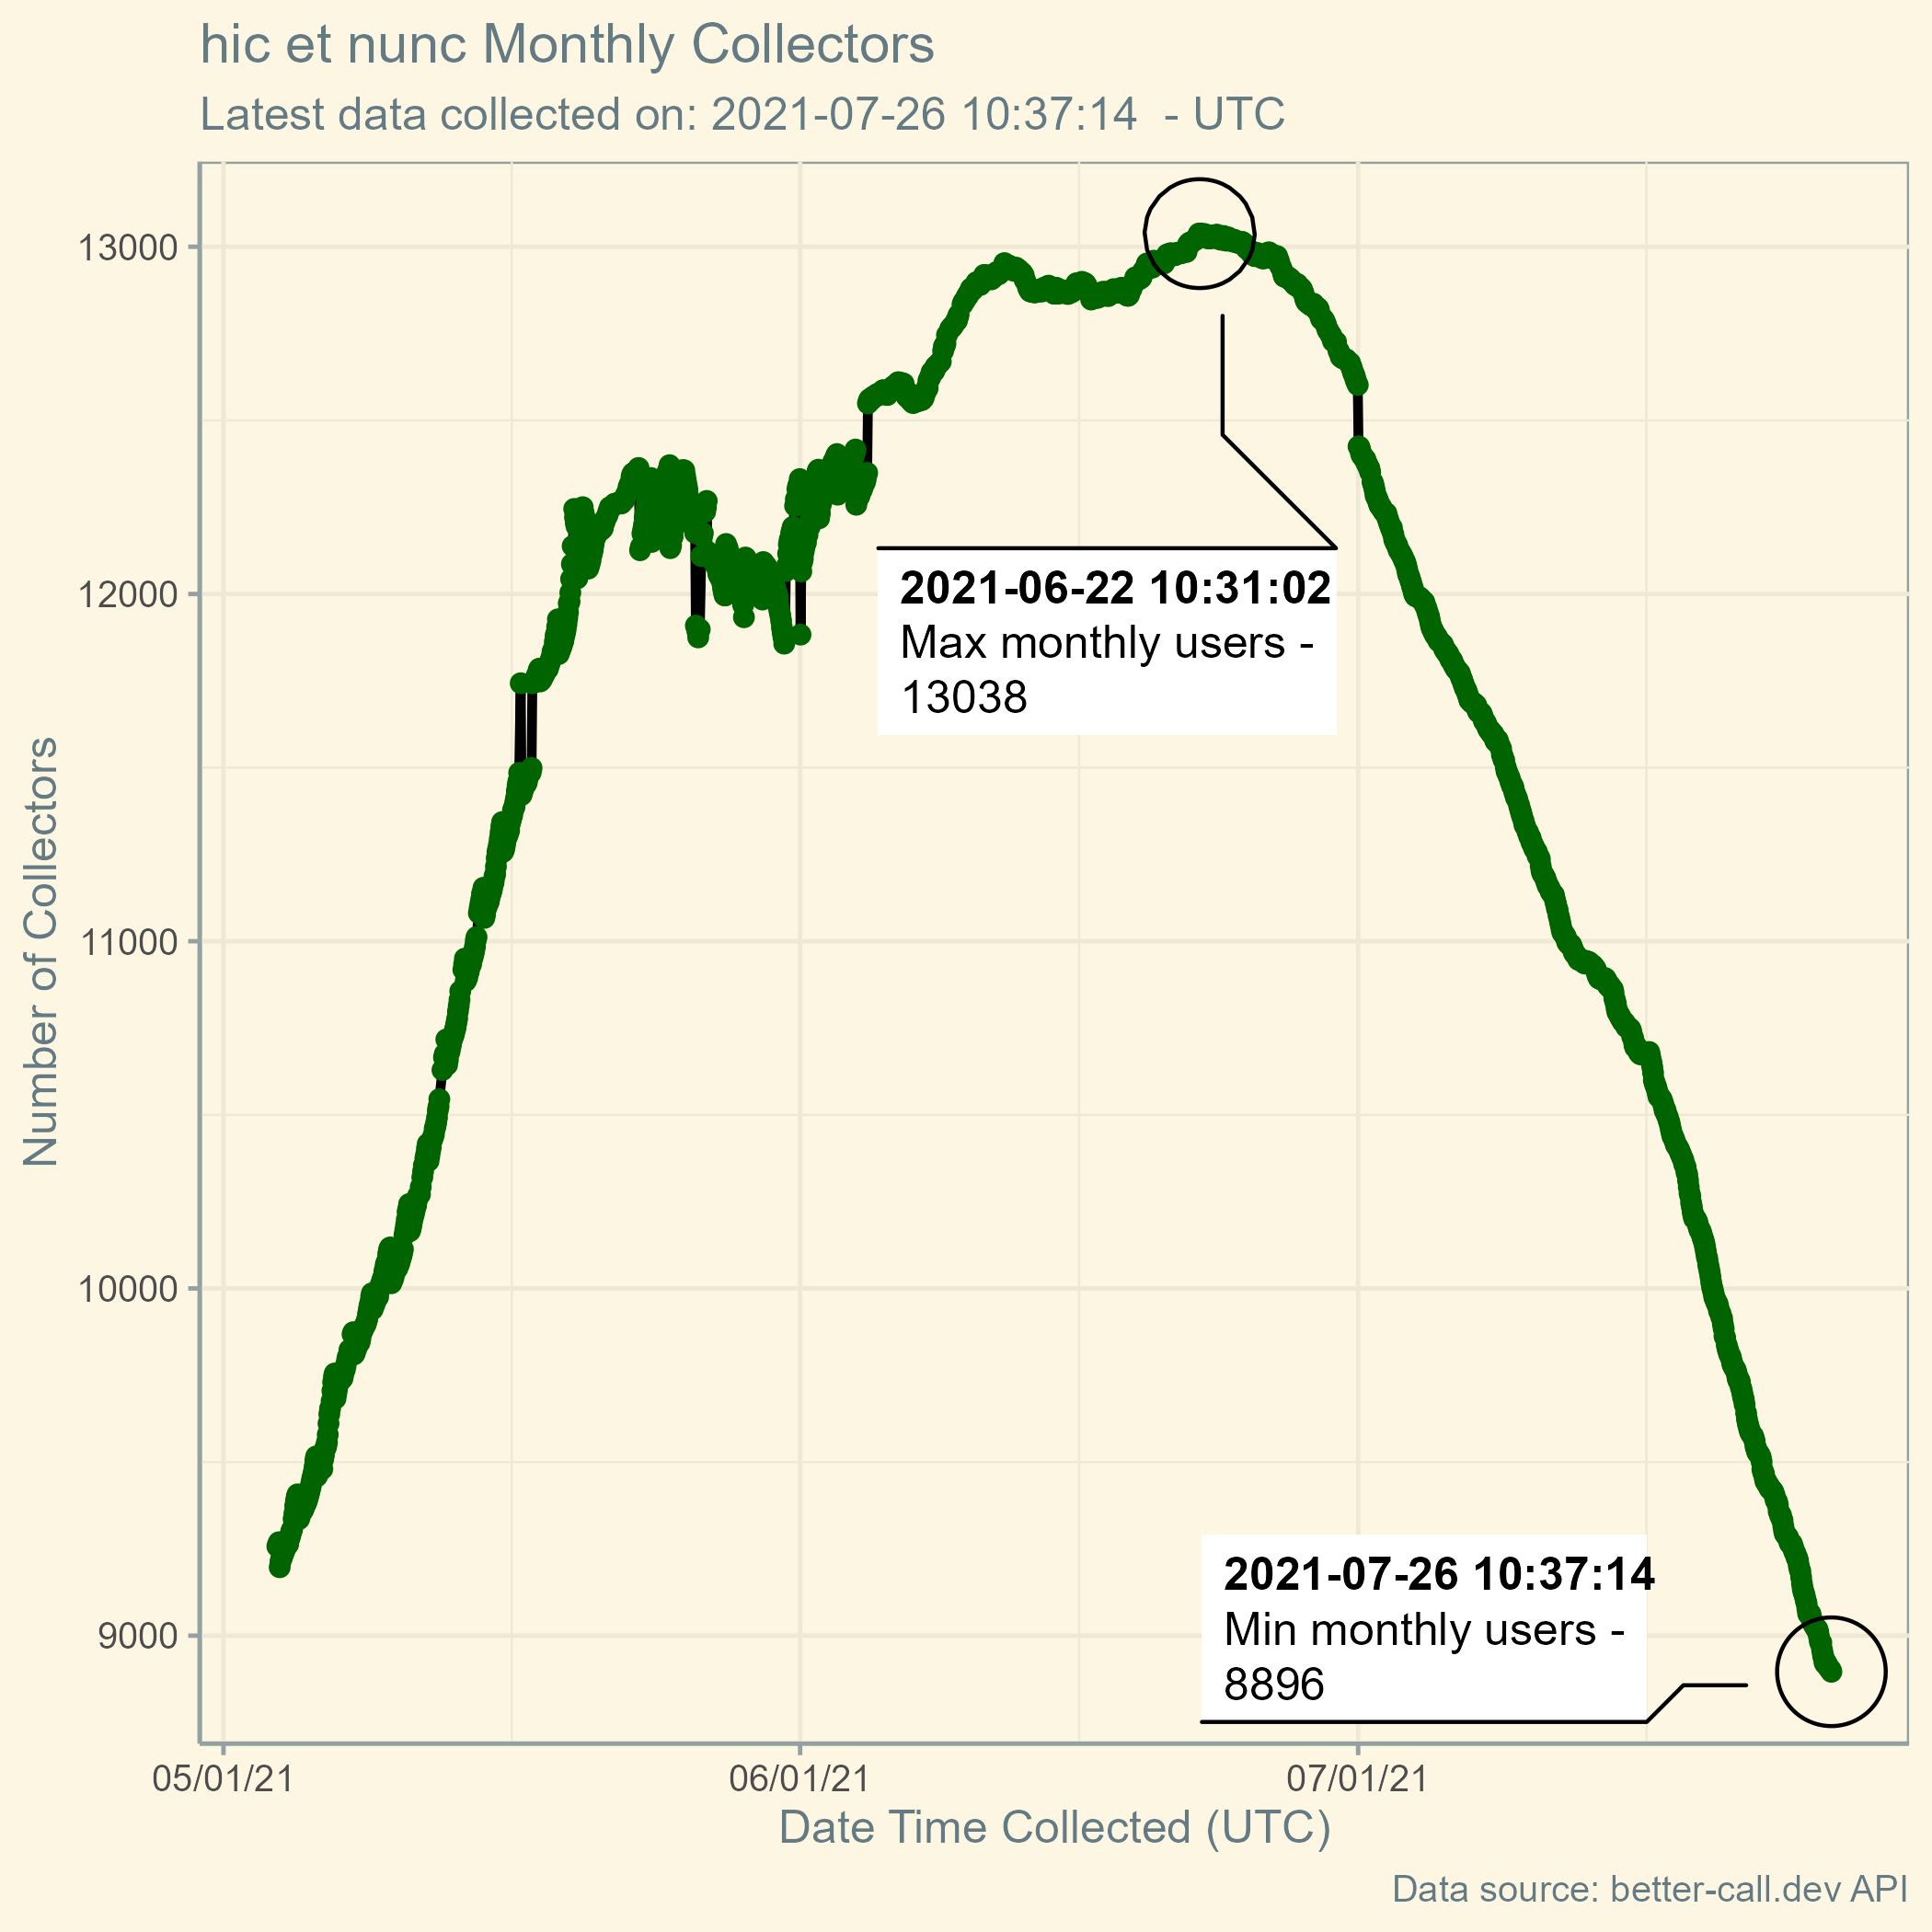 hic et nunc Monthly Collectors
Latest data collected on: 2021-07-26 10:37:14 - UTC
13000
12000
11000
10000
9000
Number of Collectors
2021-06-22 10:31:02
Max monthly users -
13038
2021-07-26 10:37:14
Min monthly users -
8896
05/01/21 06/01/21 07/01/21
Date Time Collected (UTC)
Data source: better-call.dev API